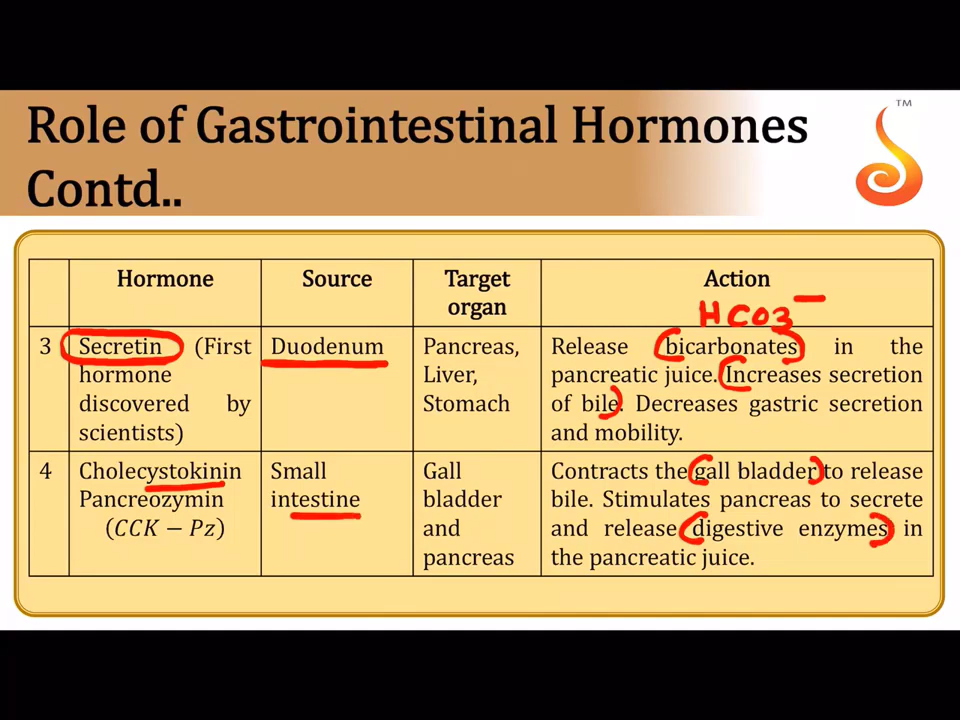 Role of Gastrointestinal Hormones
Contd..
TM
Hormone Source Target organ Action
HCO3⁻
3 Secretin (First hormone discovered by scientists) Duodenum Pancreas, Liver, Stomach Release bicarbonates in the pancreatic juice. Increases secretion of bile. Decreases gastric secretion and mobility.
4 Cholecystokinin Pancreozymin (CCK − Pz) Small intestine Gall bladder and pancreas Contracts the gall bladder to release bile. Stimulates pancreas to secrete and release digestive enzymes in the pancreatic juice.